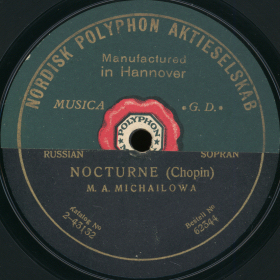 NORDISK POLYPHON AKTIESELSKAB
Manufactured
in Hannover
MUSICA * G. D. *
POLYPHON
RUSSIAN SOPRAN
NOCTURNE (Chopin)
M. A. MICHAILOWA
Katalog No
2-43132
Bestell No
62544